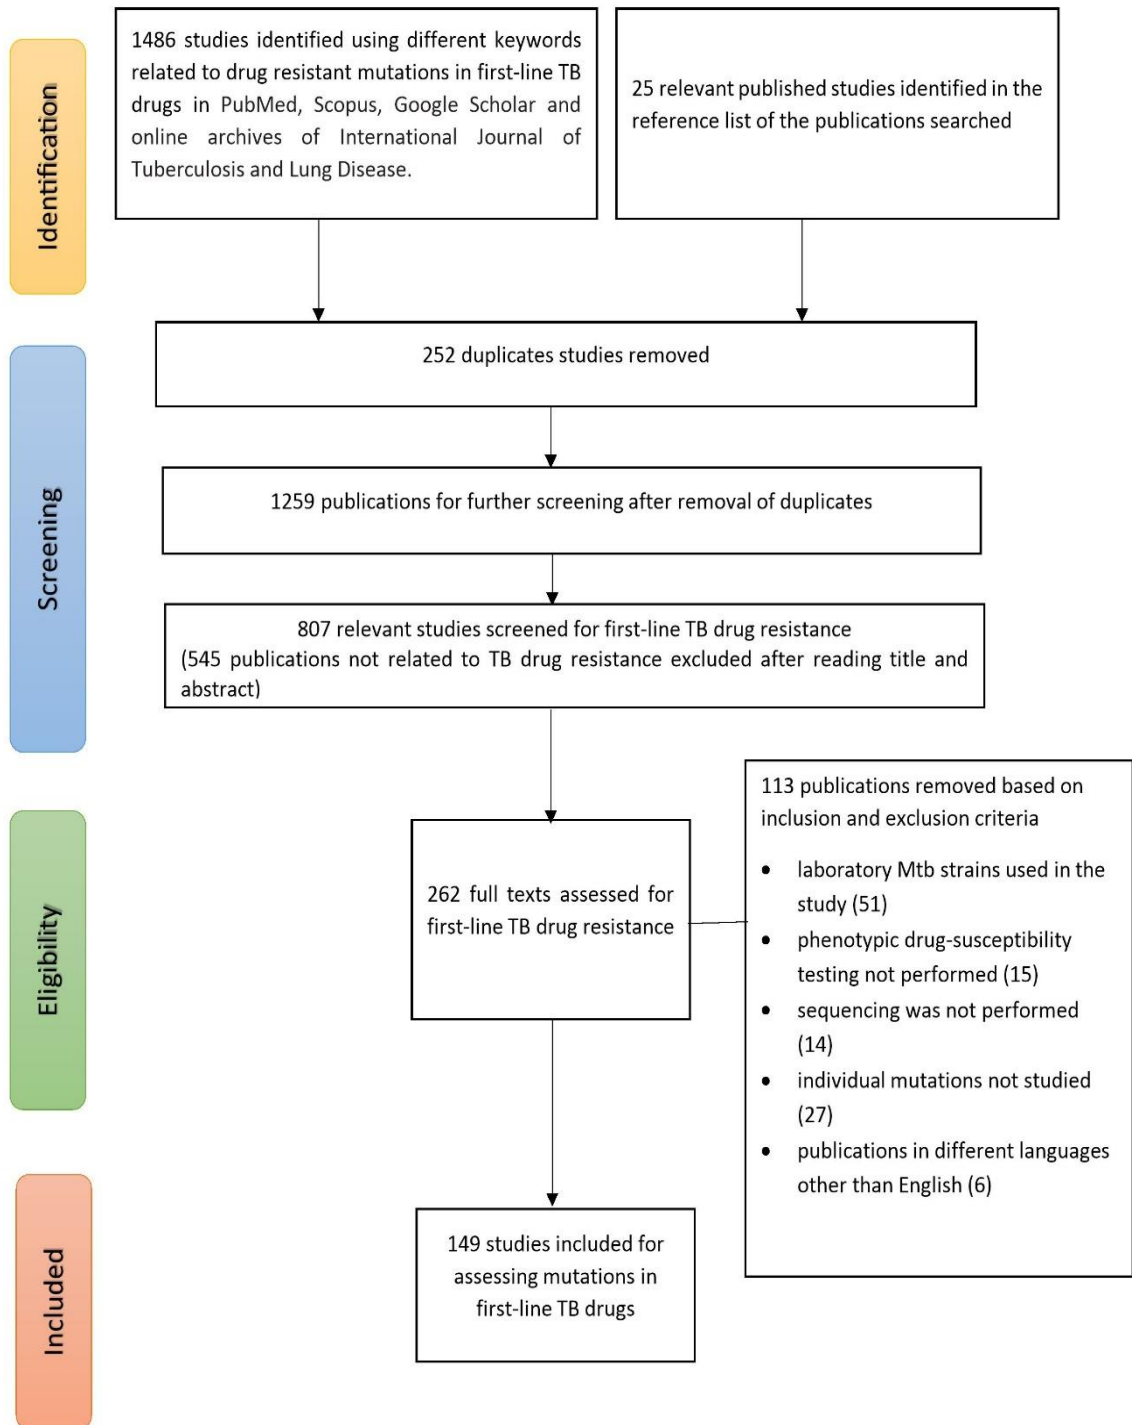 Identification
1486 studies identified using different keywords
related to drug resistant mutations in first-line TB
drugs in PubMed, Scopus, Google Scholar and
online archives of International Journal of
Tuberculosis and Lung Disease.
25 relevant published studies identified in the
reference list of the publications searched
Screening
252 duplicates studies removed
1259 publications for further screening after removal of duplicates
807 relevant studies screened for first-line TB drug resistance
(545 publications not related to TB drug resistance excluded after reading title and
abstract)
Eligibility
262 full texts assessed for
first-line TB drug resistance
113 publications removed based on
inclusion and exclusion criteria
• laboratory Mtb strains used in the
study (51)
• phenotypic drug-susceptibility
testing not performed (15)
• sequencing was not performed
(14)
• individual mutations not studied
(27)
• publications in different languages
other than English (6)
Included
149 studies included for
assessing mutations in
first-line TB drugs